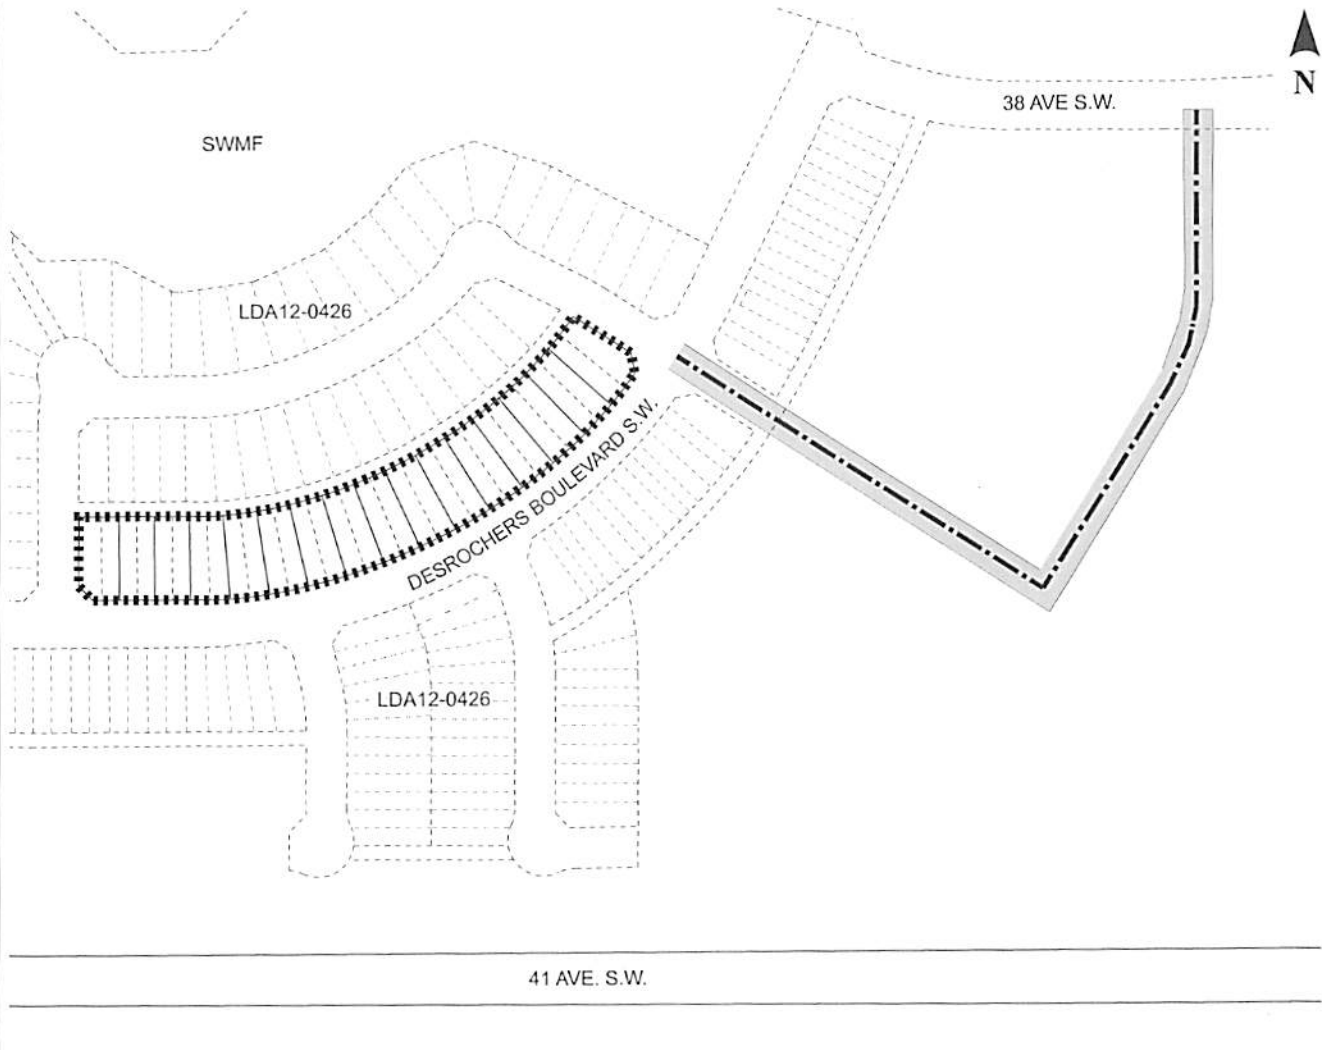 38 AVE S.W.
N
SWMF
LDA12-0426
DESROCHERS BOULEVARD S.W.
LDA12-0426
41 AVE. S.W.